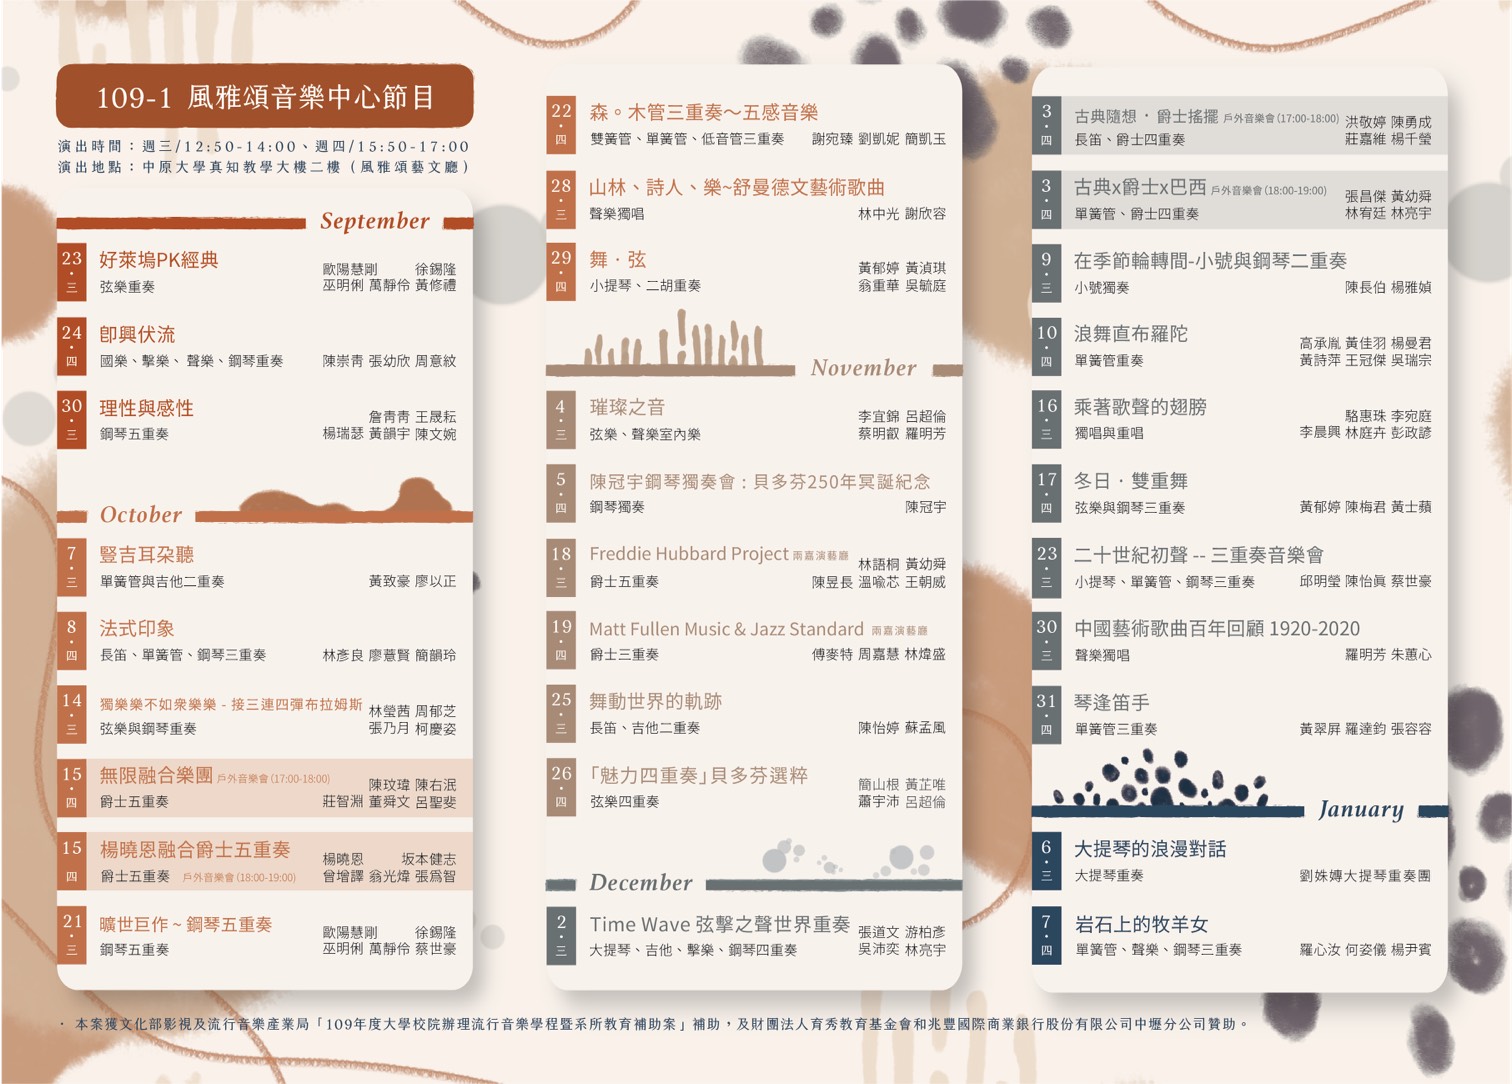 109-1 風雅頌音樂中心節目
演出時間：週三/12:50-14:00、週四/15:50-17:00
演出地點：中原大學真知教學大樓二樓（風雅頌藝文廳）
September
23・三
好萊塢PK經典
弦樂重奏
歐陽慧剛 徐錫隆
巫明俐 萬靜伶 黃修禮
24・四
即興伏流
國樂、擊樂、聲樂、鋼琴重奏 陳崇青 張幼欣 周意紋
30・三
理性與感性
鋼琴五重奏
詹青青 王晟耘
楊瑞瑟 黃韻宇 陳文婉
October
7・三
豎吉耳朶聽
單簧管與吉他二重奏 黃致豪 廖以正
8・四
法式印象
長笛、單簧管、鋼琴三重奏 林彥良 廖薏賢 簡韻玲
14・三
獨樂樂不如衆樂樂 - 接三連四彈布拉姆斯
弦樂與鋼琴重奏
林瑩茜 周郁芝
張乃月 柯慶姿
15・四
無限融合樂團 戶外音樂會(17:00-18:00)
爵士五重奏
陳玟瑋 陳右泯
莊智淵 董舜文 呂聖斐
15・四
楊曉恩融合爵士五重奏
爵士五重奏 戶外音樂會(18:00-19:00)
楊曉恩 坂本健志
曾增譯 翁光煒 張爲智
21・三
曠世巨作 ~ 鋼琴五重奏
鋼琴五重奏
歐陽慧剛 徐錫隆
巫明俐 萬靜伶 蔡世豪
22・四
森。木管三重奏～五感音樂
雙簧管、單簧管、低音管三重奏 謝宛臻 劉凱妮 簡凱玉
28・三
山林、詩人、樂~舒曼德文藝術歌曲
聲樂獨唱 林中光 謝欣容
29・四
舞・弦
小提琴、二胡重奏
黃郁婷 黃湞琪
翁重華 吳毓庭
November
4・三
璀璨之音
弦樂、聲樂室內樂
李宜錦 呂超倫
蔡明叡 羅明芳
5・四
陳冠宇鋼琴獨奏會：貝多芬250年冥誕紀念
鋼琴獨奏 陳冠宇
18・三
Freddie Hubbard Project 兩嘉演藝廳
爵士五重奏
林語桐 黃幼舜
陳昱長 溫喩芯 王朝威
19・四
Matt Fullen Music & Jazz Standard 兩嘉演藝廳
爵士三重奏 傅麥特 周嘉慧 林煒盛
25・三
舞動世界的軌跡
長笛、吉他二重奏 陳怡婷 蘇孟風
26・四
「魅力四重奏」貝多芬選粹
弦樂四重奏
簡山根 黃芷唯
蕭宇沛 呂超倫
December
2・三
Time Wave 弦擊之聲世界重奏
大提琴、吉他、擊樂、鋼琴四重奏
張道文 游柏彥
吳沛奕 林亮宇
3・四
古典隨想・爵士搖擺 戶外音樂會(17:00-18:00)
長笛、爵士四重奏
洪敬婷 陳勇成
莊嘉維 楊千瑩
3・四
古典x爵士x巴西 戶外音樂會(18:00-19:00)
單簧管、爵士四重奏
張昌傑 黃幼舜
林宥廷 林亮宇
9・三
在季節輪轉間-小號與鋼琴二重奏
小號獨奏 陳長伯 楊雅媜
10・四
浪舞直布羅陀
單簧管重奏
高承胤 黃佳羽 楊曼君
黃詩萍 王冠傑 吳瑞宗
16・三
乘著歌聲的翅膀
獨唱與重唱
駱惠珠 李宛庭
李晨興 林庭卉 彭政諺
17・四
冬日・雙重舞
弦樂與鋼琴三重奏 黃郁婷 陳梅君 黃士蘋
23・三
二十世紀初聲 -- 三重奏音樂會
小提琴、單簧管、鋼琴三重奏 邱明瑩 陳怡眞 蔡世豪
30・三
中國藝術歌曲百年回顧 1920-2020
聲樂獨唱 羅明芳 朱蕙心
31・四
琴逢笛手
單簧管三重奏 黃翠屏 羅達鈞 張容容
January
6・三
大提琴的浪漫對話
大提琴重奏 劉姝嫥大提琴重奏團
7・四
岩石上的牧羊女
單簧管、聲樂、鋼琴三重奏 羅心汝 何姿儀 楊尹賓
・ 本案獲文化部影視及流行音樂產業局「109年度大學校院辦理流行音樂學程暨系所教育補助案」補助，及財團法人育秀教育基金會和兆豐國際商業銀行股份有限公司中壢分公司贊助。